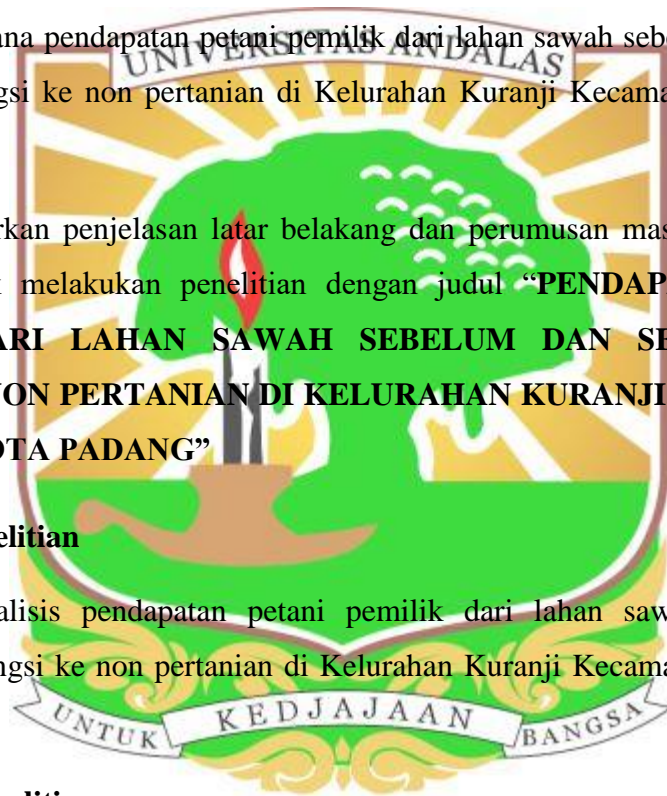 ana pendapatan petani pemilik dari lahan sawah seb
UNIVERSITAS ANDALAS
gsi ke non pertanian di Kelurahan Kuranji Kecama
rkan penjelasan latar belakang dan perumusan mas
k melakukan penelitian dengan judul “PENDAP
ARI LAHAN SAWAH SEBELUM DAN SE
NON PERTANIAN DI KELURAHAN KURANJI
OTA PADANG”
elitian
alisis pendapatan petani pemilik dari lahan saw
ngsi ke non pertanian di Kelurahan Kuranji Kecama
UNTUK KEDJAJAAN BANGSA